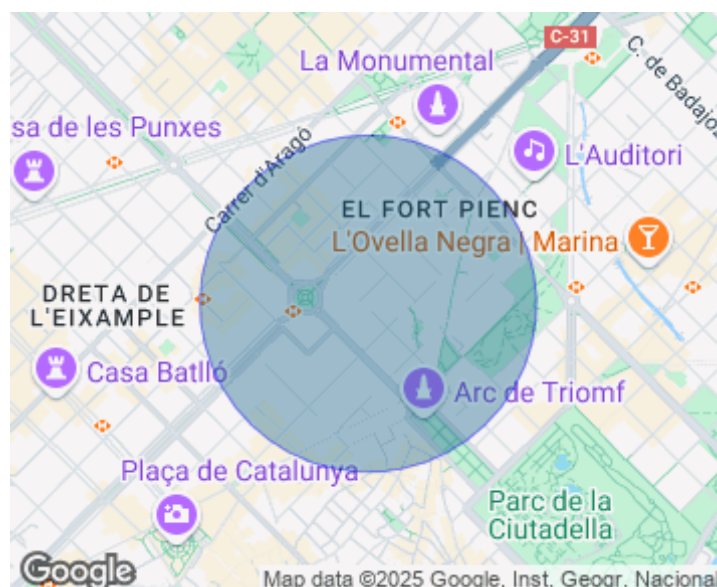 C-31
La Monumental
C. de Badajoz
sa de les Punxes
Carrer d'Aragó
L'Auditori
EL FORT PIENC
L'Ovella Negra | Marina
DRETA DE
L'EIXAMPLE
Casa Batlló
Arc de Triomf
Plaça de Catalunya
Parc de la
Ciutadella
Google
Map data ©2025 Google, Inst. Geogr. Nacional